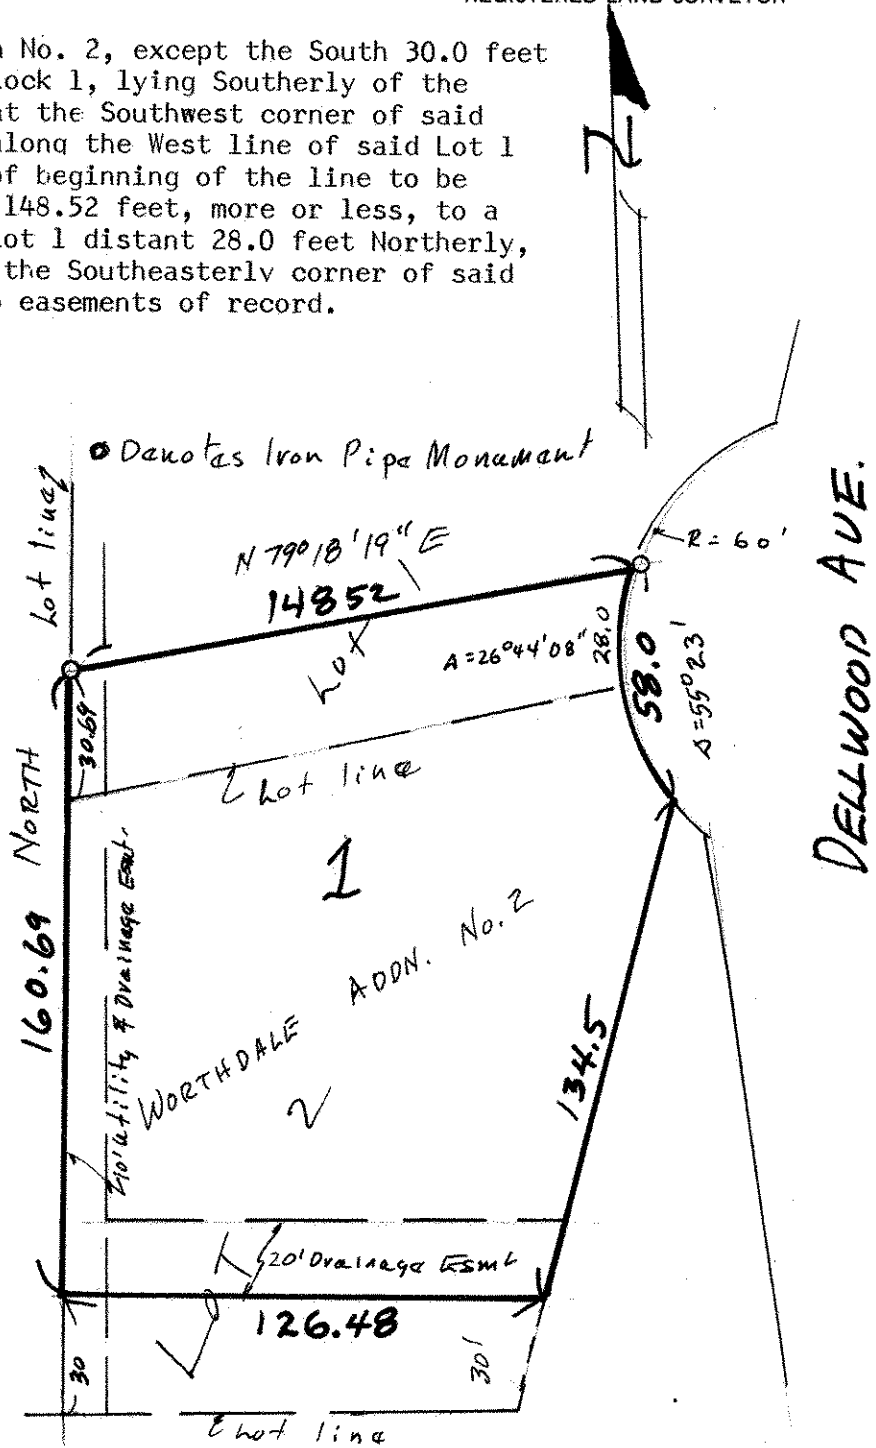 REGISTERED LAND SURVEYOR
No. 2, except the South 30.0 feet
lock 1, lying Southerly of the
at the Southwest corner of said
along the West line of said Lot 1
of beginning of the line to be
148.52 feet, more or less, to a
lot 1 distant 28.0 feet Northerly,
the Southeasterly corner of said
easements of record.
Denotes Iron Pipe Monument
Lot line
N 79° 18' 19" E
148 52
R = 60'
Lot
Δ = 26° 44' 08"
28.0
58.0
Δ = 55° 23'
DELLWOOD AVE.
30.69
Lot line
NORTH
160.69
1
10' Utility & Drainage Esmt.
WORTHDALE ADDN. No. 2
2
134.5
20' Drainage Esmt
LOT
126.48
30
30'
Lot line